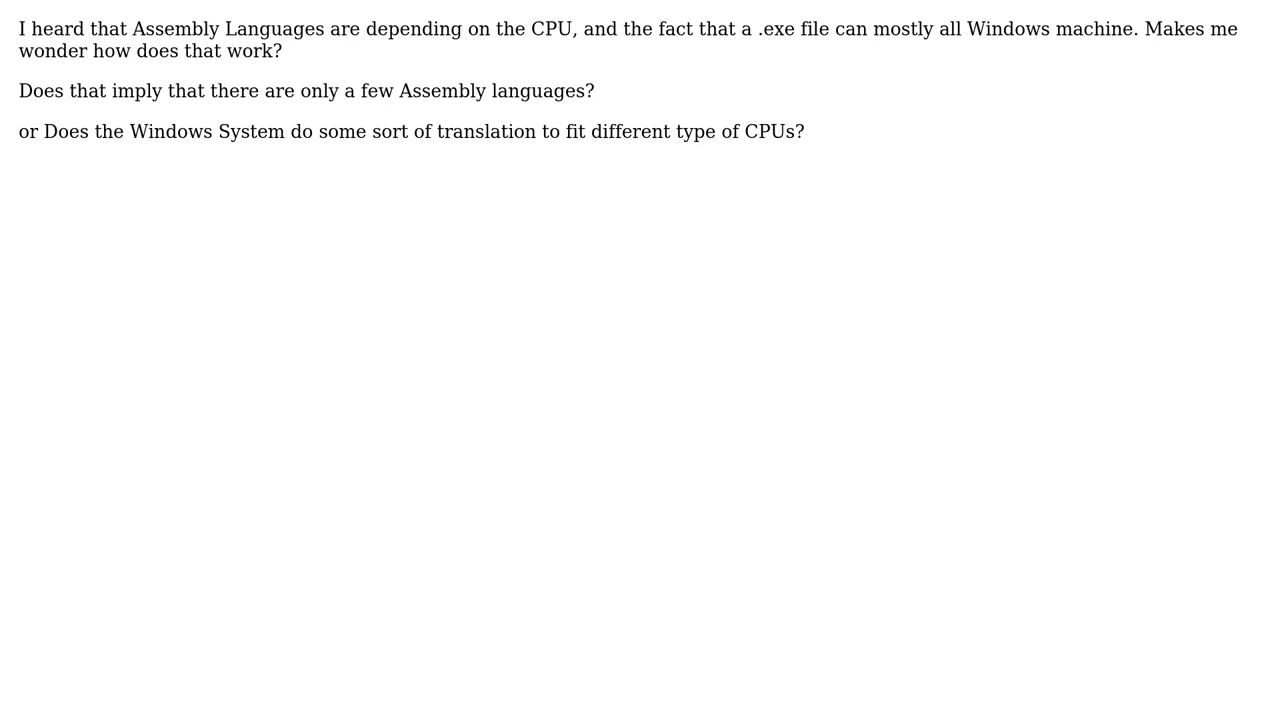 I heard that Assembly Languages are depending on the CPU, and the fact that a .exe file can mostly all Windows machine. Makes me
wonder how does that work?
Does that imply that there are only a few Assembly languages?
or Does the Windows System do some sort of translation to fit different type of CPUs?